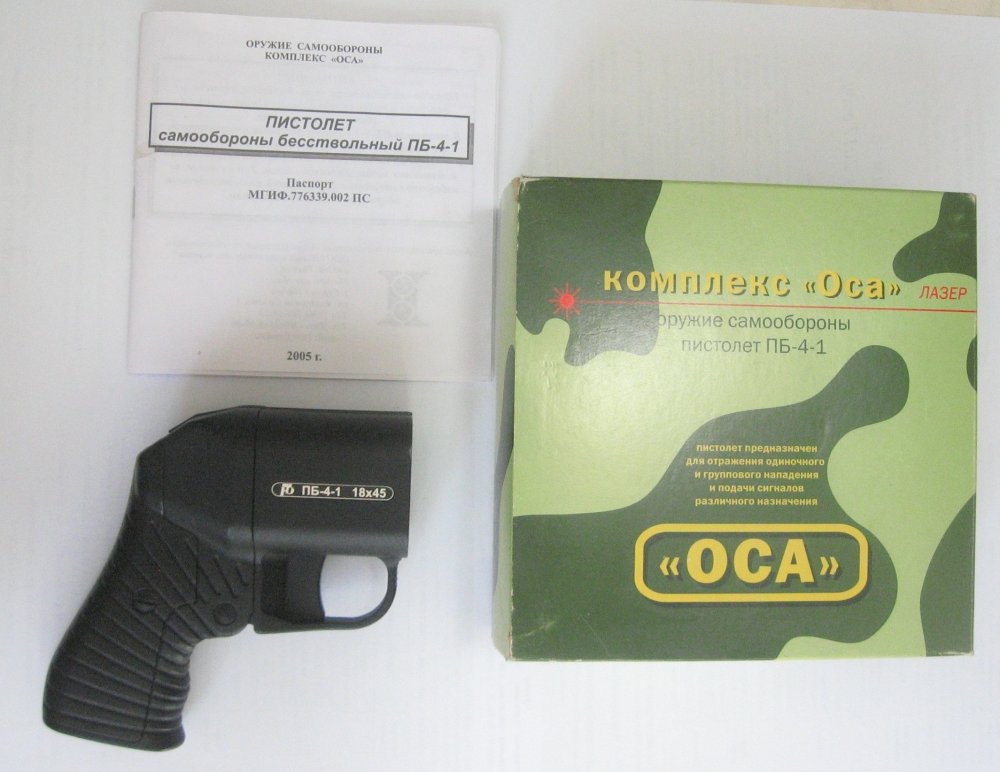 ОРУЖИЕ САМООБОРОНЫ
КОМПЛЕКС «ОСА»
ПИСТОЛЕТ
самообороны бесствольный ПБ-4-1
Паспорт
МГИФ.776339.002 ПС
2005 г.
комплекс «Оса» ЛАЗЕР
оружие самообороны
пистолет ПБ-4-1
пистолет предназначен
для отражения одиночного
и группового нападения
и подачи сигналов
различного назначения
«ОСА»
ПБ-4-1 18х45